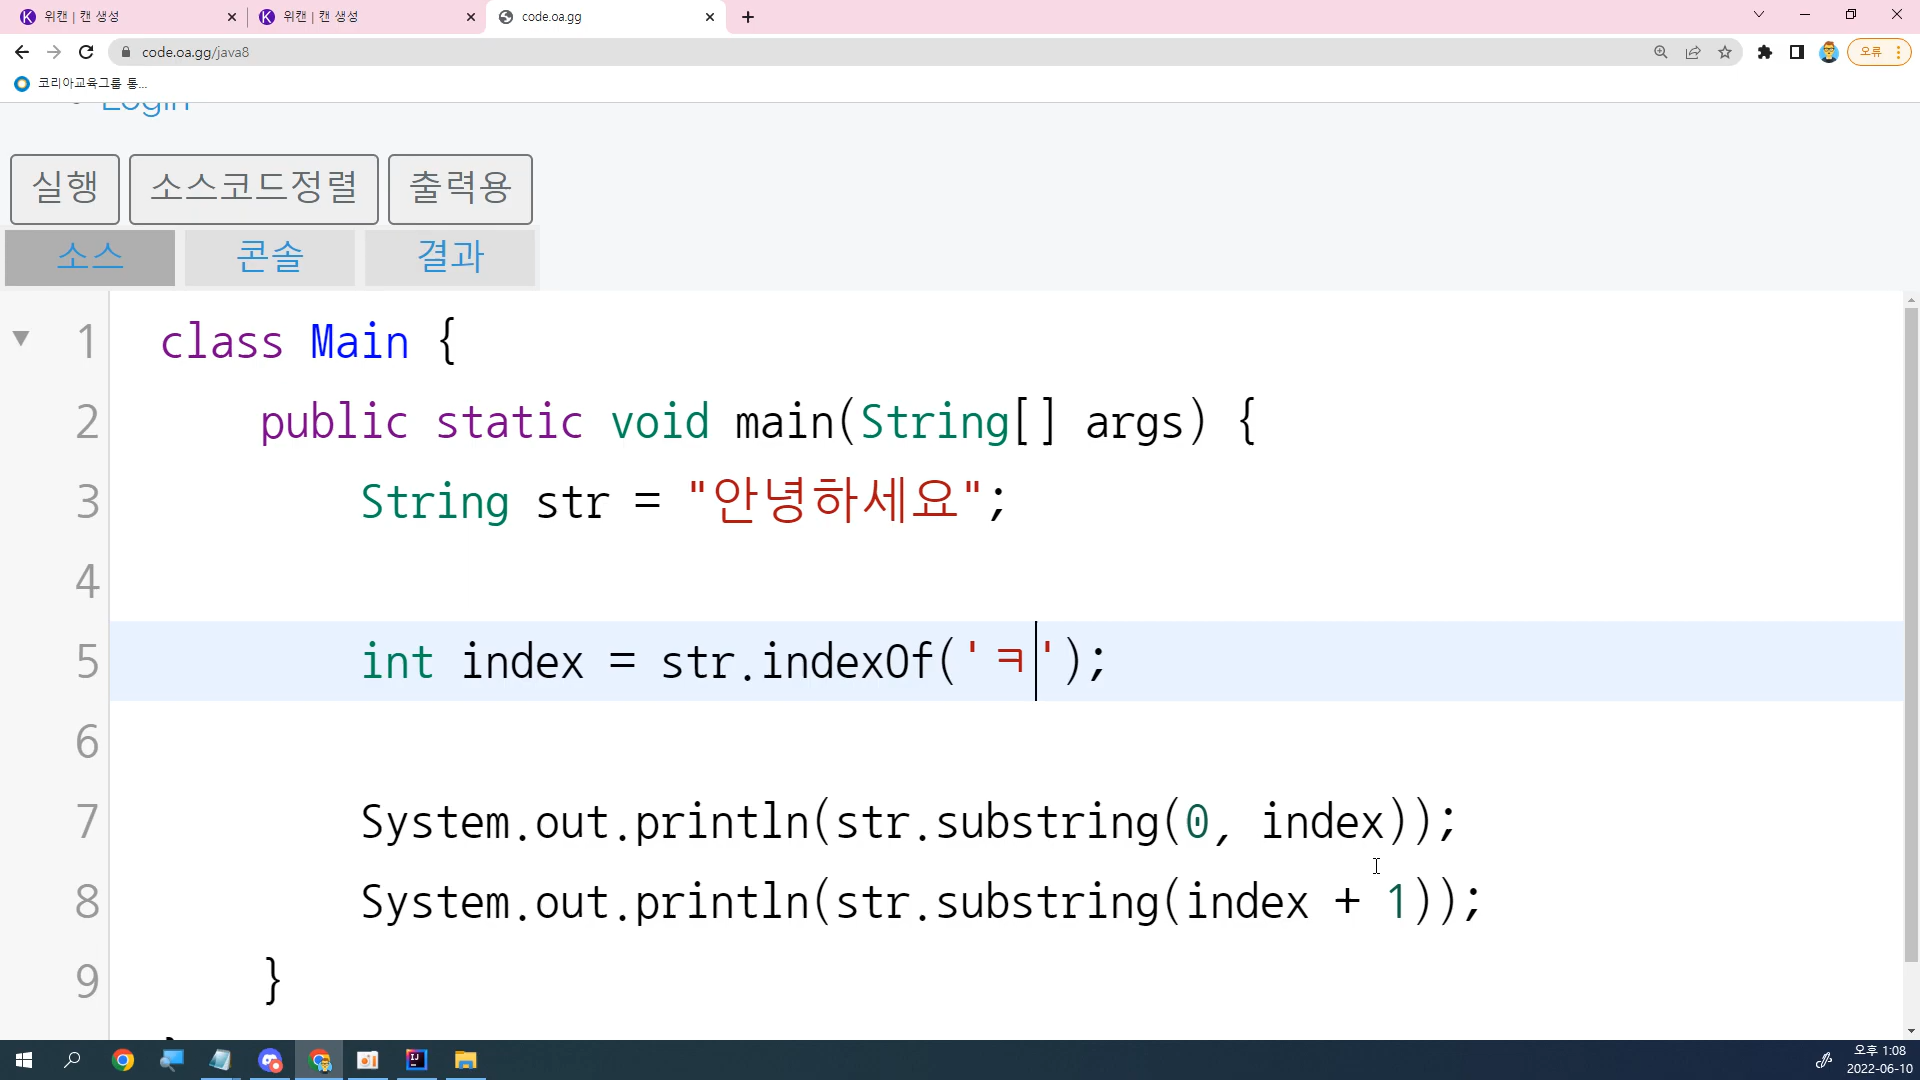 위캔 | 캔 생성
위캔 | 캔 생성
code.oa.gg
code.oa.gg/java8
오류
코리아교육그룹 통...
Login
실행
소스코드정렬
출력용
소스
콘솔
결과
1 class Main {
2 public static void main(String[] args) {
3 String str = "안녕하세요";
4
5 int index = str.indexOf('ㅋ');
6
7 System.out.println(str.substring(0, index));
8 System.out.println(str.substring(index + 1));
9 }
오후 1:08
2022-06-10